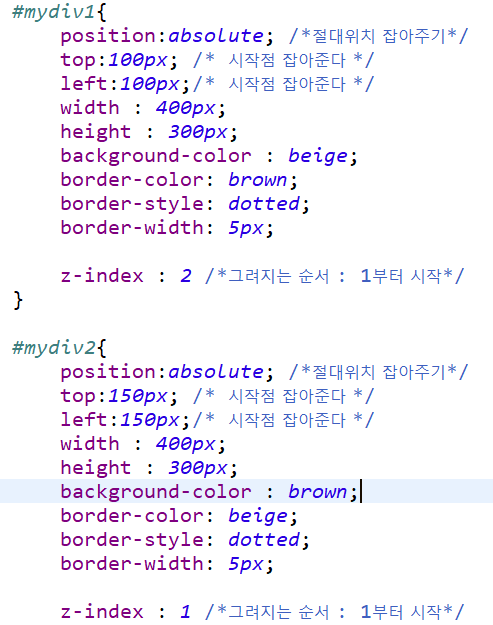 #mydiv1{
    position:absolute; /*절대위치 잡아주기*/
    top:100px; /* 시작점 잡아준다 */
    left:100px;/* 시작점 잡아준다 */
    width : 400px;
    height : 300px;
    background-color : beige;
    border-color: brown;
    border-style: dotted;
    border-width: 5px;

    z-index : 2 /*그려지는 순서 : 1부터 시작*/
}

#mydiv2{
    position:absolute; /*절대위치 잡아주기*/
    top:150px; /* 시작점 잡아준다 */
    left:150px;/* 시작점 잡아준다 */
    width : 400px;
    height : 300px;
    background-color : brown;
    border-color: beige;
    border-style: dotted;
    border-width: 5px;

    z-index : 1 /*그려지는 순서 : 1부터 시작*/